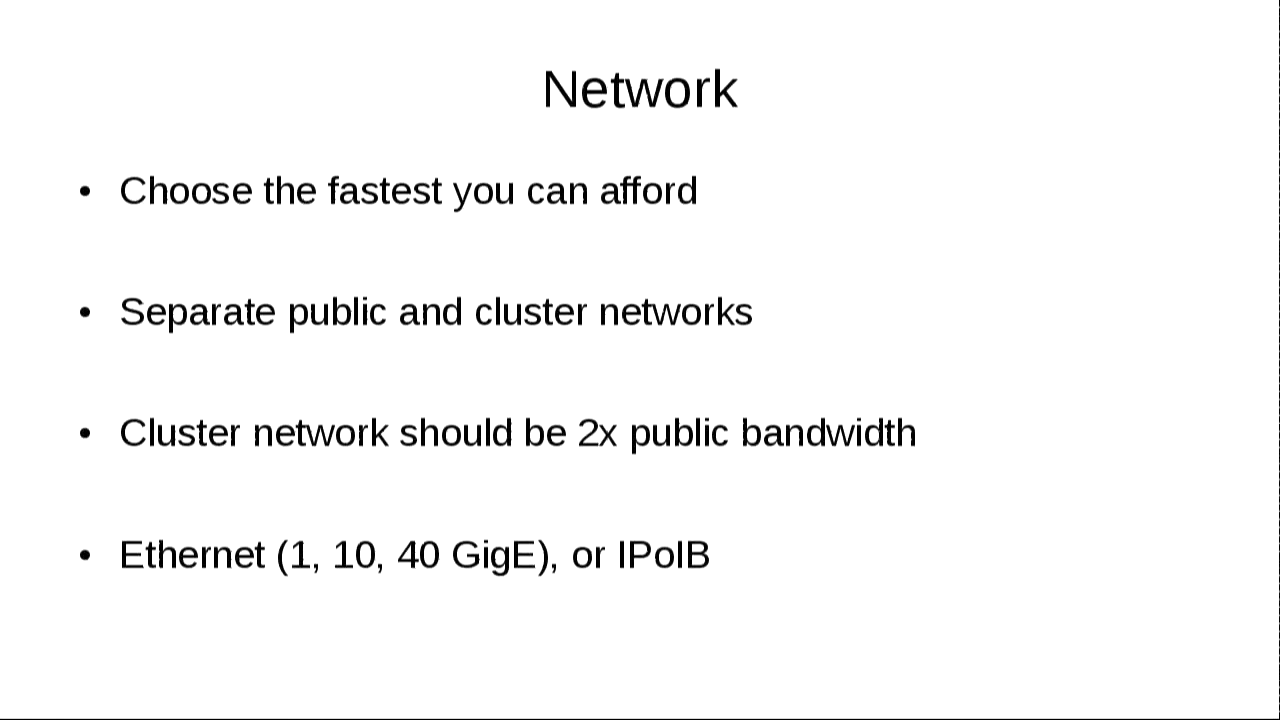 Network
• Choose the fastest you can afford
• Separate public and cluster networks
• Cluster network should be 2x public bandwidth
• Ethernet (1, 10, 40 GigE), or IPoIB